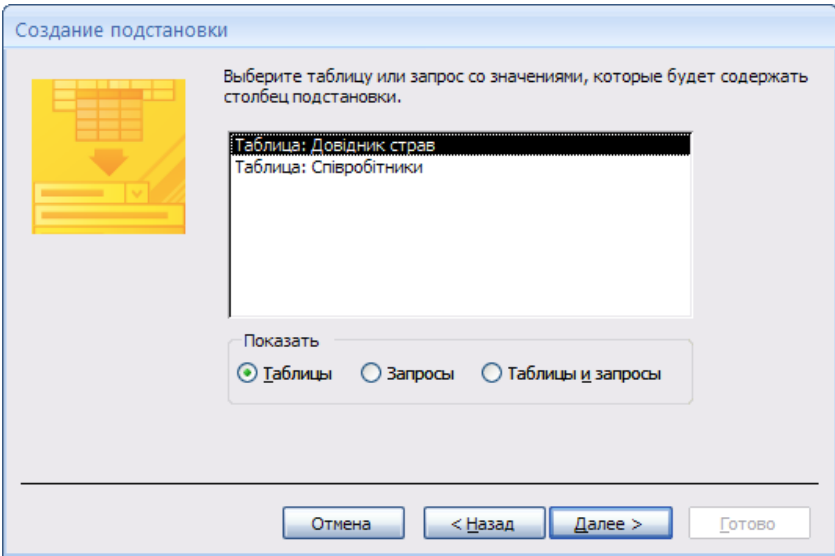 Создание подстановки
Выберите таблицу или запрос со значениями, которые будет содержать
столбец подстановки.
Таблица: Довідник страв
Таблица: Співробітники
Показать
Таблицы Запросы Таблицы и запросы
Отмена < Назад Далее > Готово